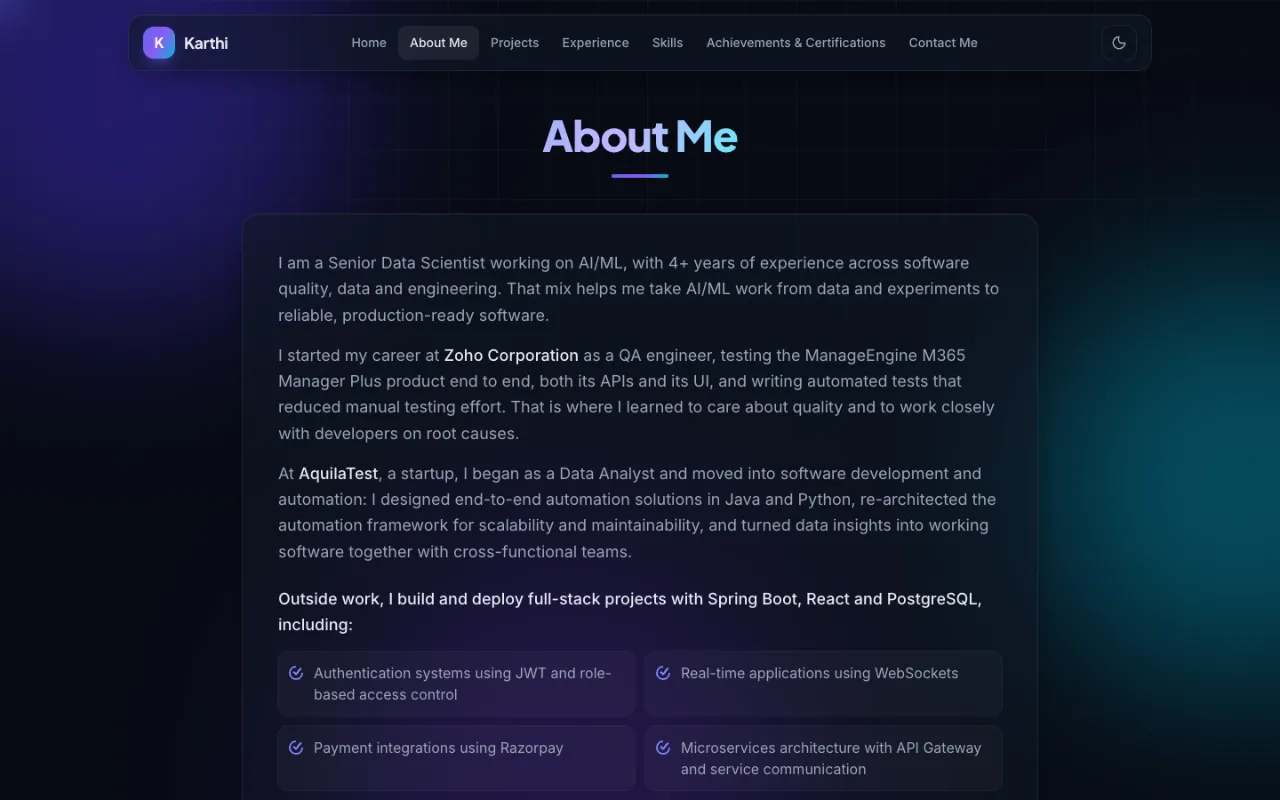 K
Karthi
Home
About Me
Projects
Experience
Skills
Achievements & Certifications
Contact Me
About Me
I am a Senior Data Scientist working on AI/ML, with 4+ years of experience across software
quality, data and engineering. That mix helps me take AI/ML work from data and experiments to
reliable, production-ready software.
I started my career at Zoho Corporation as a QA engineer, testing the ManageEngine M365
Manager Plus product end to end, both its APIs and its UI, and writing automated tests that
reduced manual testing effort. That is where I learned to care about quality and to work closely
with developers on root causes.
At AquilaTest, a startup, I began as a Data Analyst and moved into software development and
automation: I designed end-to-end automation solutions in Java and Python, re-architected the
automation framework for scalability and maintainability, and turned data insights into working
software together with cross-functional teams.
Outside work, I build and deploy full-stack projects with Spring Boot, React and PostgreSQL,
including:
Authentication systems using JWT and role-
based access control
Real-time applications using WebSockets
Payment integrations using Razorpay
Microservices architecture with API Gateway
and service communication